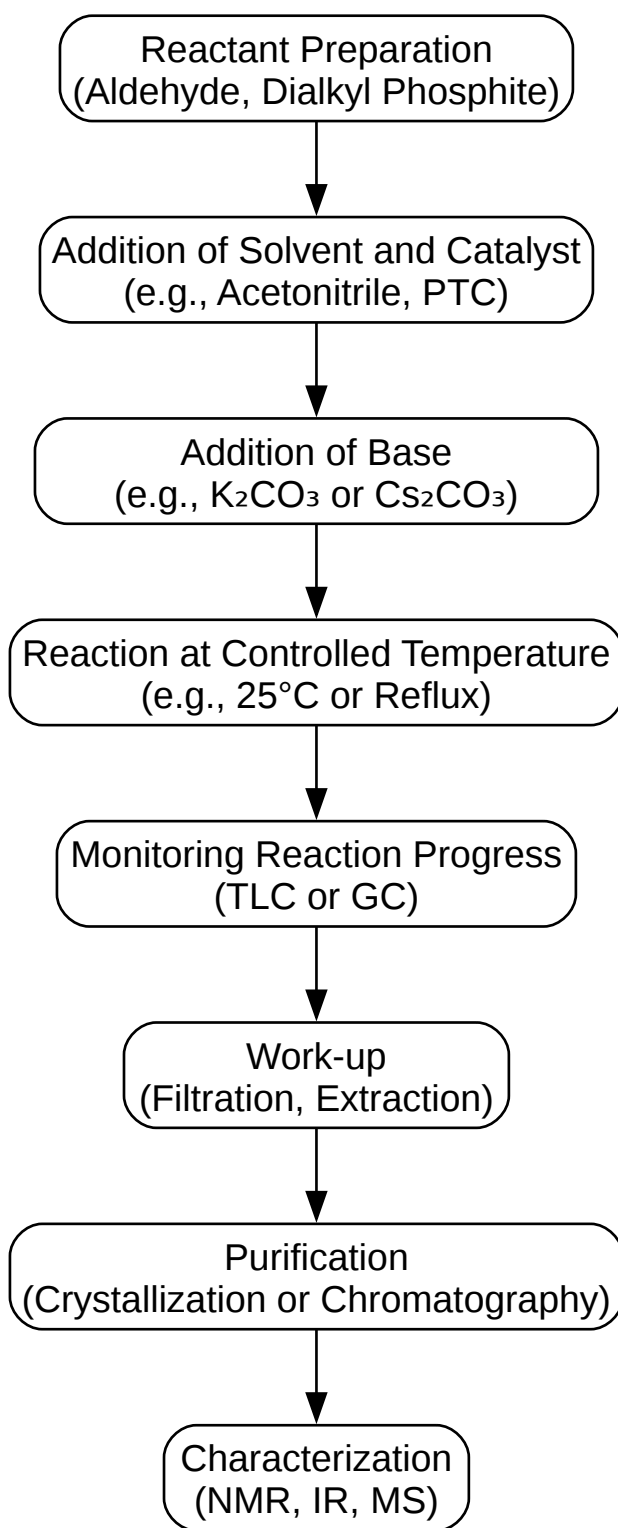 Reactant Preparation
(Aldehyde, Dialkyl Phosphite)
Addition of Solvent and Catalyst
(e.g., Acetonitrile, PTC)
Addition of Base
(e.g., K₂CO₃ or Cs₂CO₃)
Reaction at Controlled Temperature
(e.g., 25°C or Reflux)
Monitoring Reaction Progress
(TLC or GC)
Work-up
(Filtration, Extraction)
Purification
(Crystallization or Chromatography)
Characterization
(NMR, IR, MS)